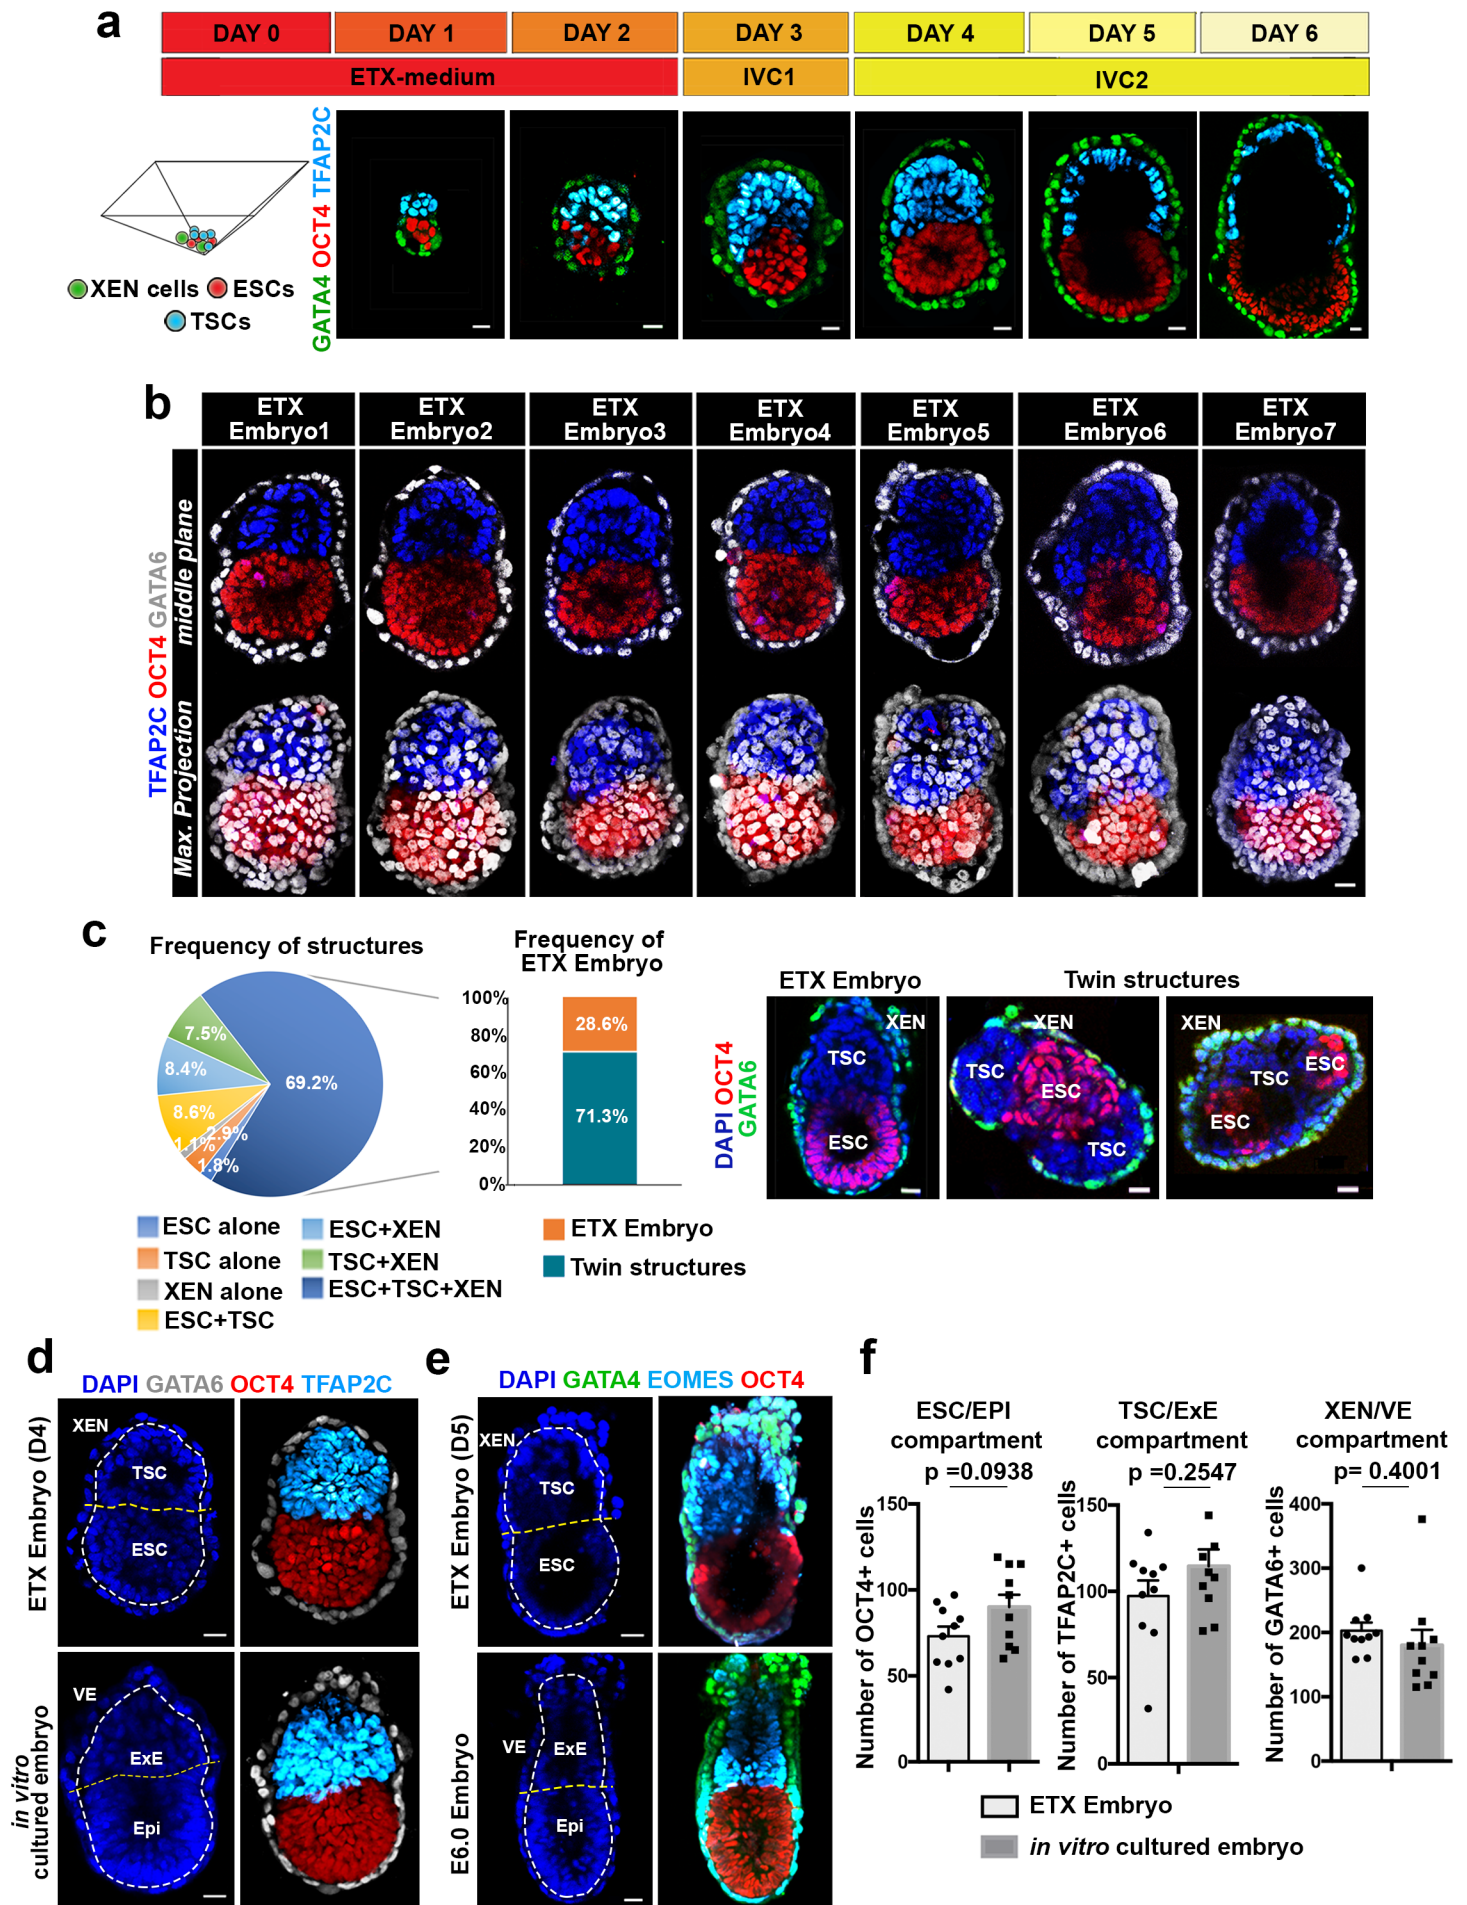 a
DAY 0 DAY 1 DAY 2 DAY 3 DAY 4 DAY 5 DAY 6
ETX-medium IVC1 IVC2
GATA4 OCT4 TFAP2C
XEN cells ESCs
TSCs
b
ETX Embryo1
ETX Embryo2
ETX Embryo3
ETX Embryo4
ETX Embryo5
ETX Embryo6
ETX Embryo7
TFAP2C OCT4 GATA6
middle plane
Max. Projection
c
Frequency of structures
7.5%
8.4%
8.6%
1.1%
2.9%
1.8%
69.2%
ESC alone
TSC alone
XEN alone
ESC+TSC
ESC+XEN
TSC+XEN
ESC+TSC+XEN
Frequency of
ETX Embryo
100%
80%
60%
40%
20%
0%
28.6%
71.3%
ETX Embryo
Twin structures
ETX Embryo
Twin structures
DAPI OCT4
GATA6
XEN
TSC
ESC
XEN
TSC
ESC
TSC
XEN
ESC
TSC
ESC
d
DAPI GATA6 OCT4 TFAP2C
ETX Embryo (D4)
XEN
TSC
ESC
in vitro
cultured embryo
VE
ExE
Epi
e
DAPI GATA4 EOMES OCT4
ETX Embryo (D5)
XEN
TSC
ESC
E6.0 Embryo
VE
ExE
Epi
f
ESC/EPI
compartment
p =0.0938
Number of OCT4+ cells
150
100
50
0
TSC/ExE
compartment
p =0.2547
Number of TFAP2C+ cells
150
100
50
0
XEN/VE
compartment
p= 0.4001
Number of GATA6+ cells
400
300
200
100
0
ETX Embryo
in vitro cultured embryo